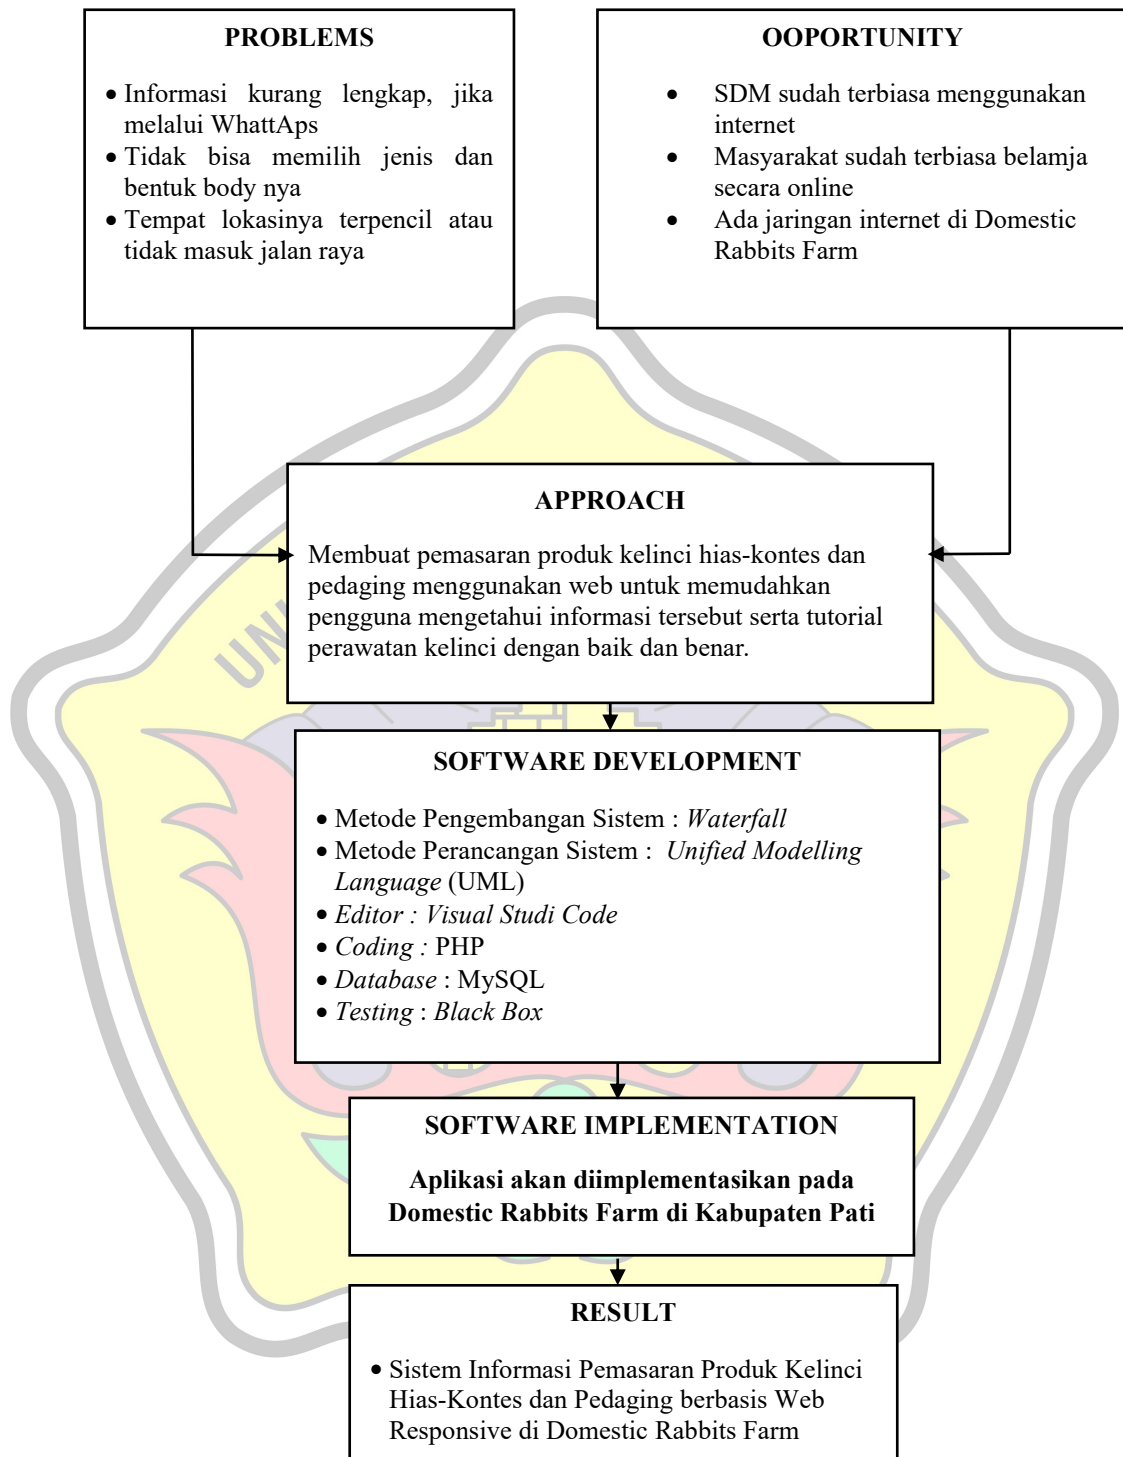 PROBLEMS
• Informasi kurang lengkap, jika
melalui WhattAps
• Tidak bisa memilih jenis dan
bentuk body nya
• Tempat lokasinya terpencil atau
tidak masuk jalan raya
OOPORTUNITY
• SDM sudah terbiasa menggunakan
internet
• Masyarakat sudah terbiasa belamja
secara online
• Ada jaringan internet di Domestic
Rabbits Farm
APPROACH
Membuat pemasaran produk kelinci hias-kontes dan
pedaging menggunakan web untuk memudahkan
pengguna mengetahui informasi tersebut serta tutorial
perawatan kelinci dengan baik dan benar.
SOFTWARE DEVELOPMENT
• Metode Pengembangan Sistem : Waterfall
• Metode Perancangan Sistem : Unified Modelling
Language (UML)
• Editor : Visual Studi Code
• Coding : PHP
• Database : MySQL
• Testing : Black Box
SOFTWARE IMPLEMENTATION
Aplikasi akan diimplementasikan pada
Domestic Rabbits Farm di Kabupaten Pati
RESULT
• Sistem Informasi Pemasaran Produk Kelinci
Hias-Kontes dan Pedaging berbasis Web
Responsive di Domestic Rabbits Farm